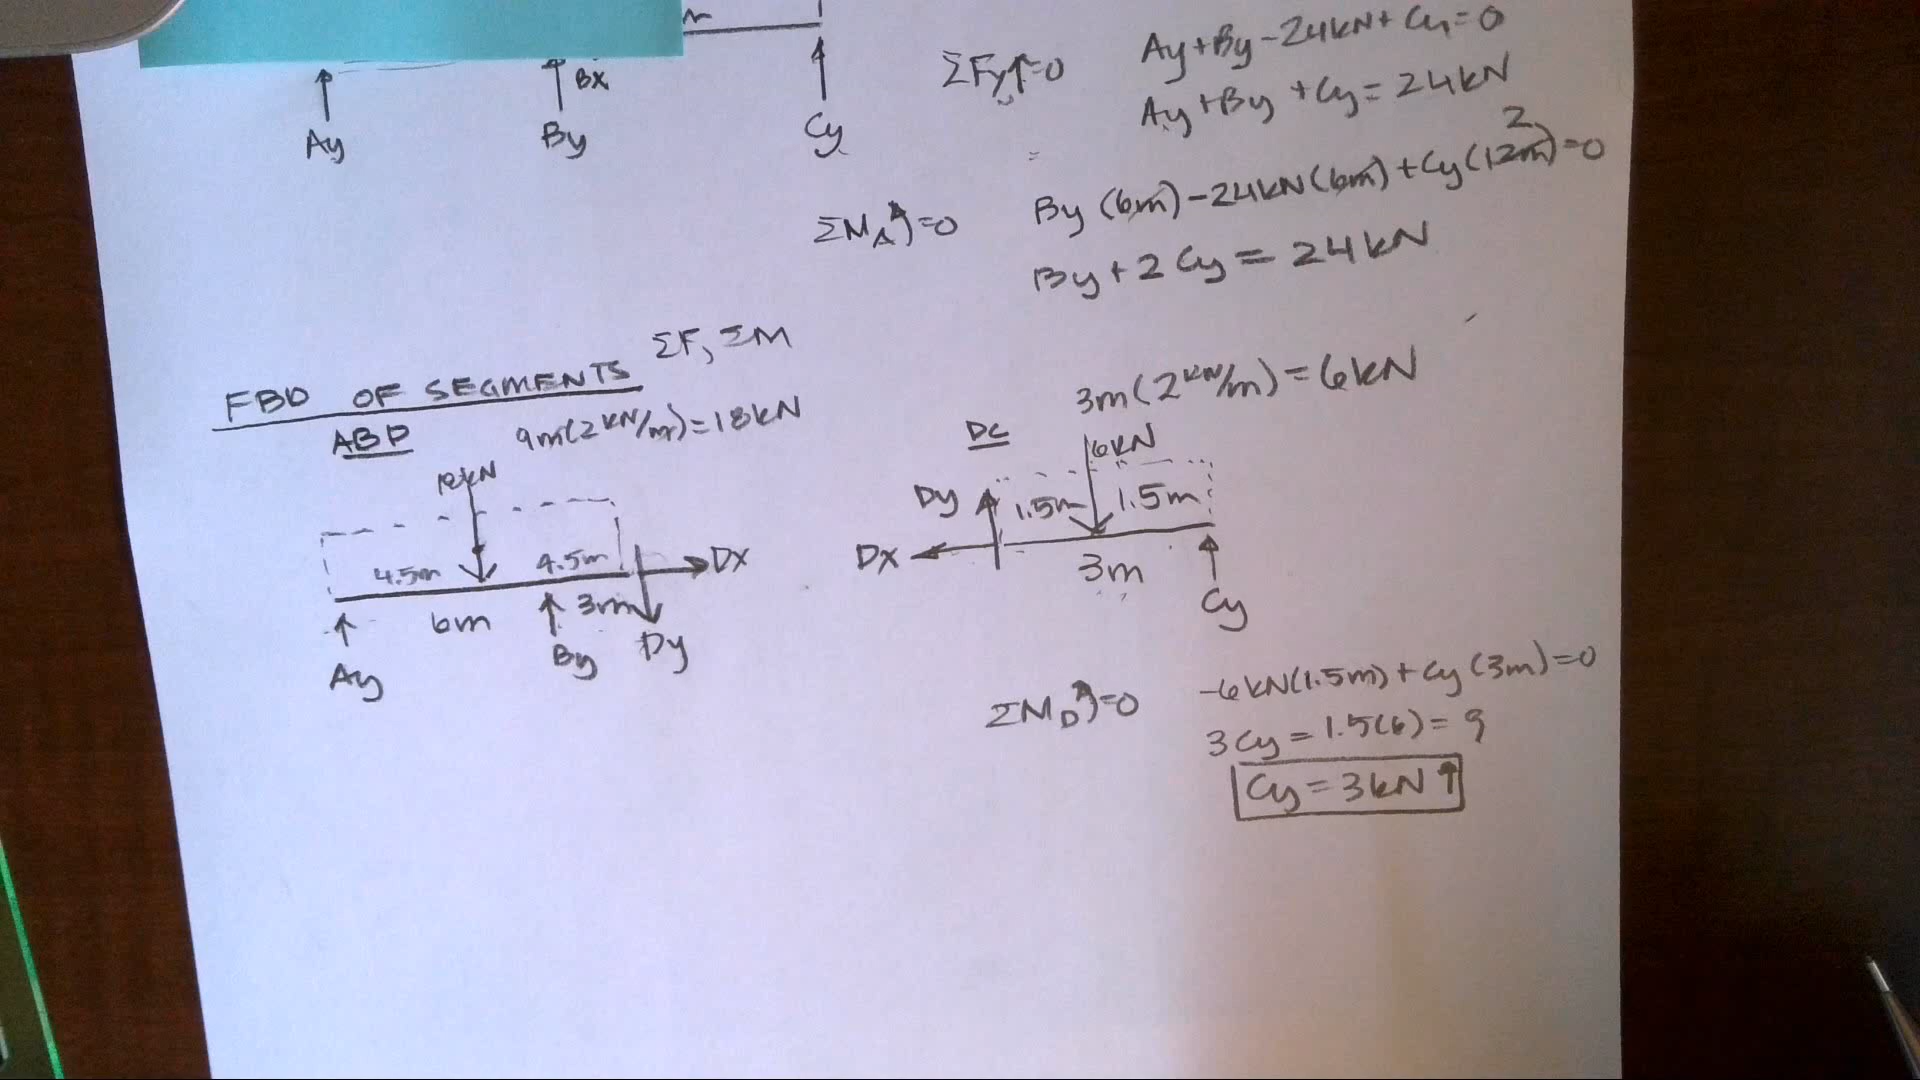 Bx
Ay
By
Cy
ΣFy↑=0
Ay+By-24kN+Cy=0
Ay+By+Cy=24kN
ΣMA=0
By(6m)-24kN(6m)+Cy(12m)=0
2
By+2Cy=24kN
ΣF, ΣM
FBD OF SEGMENTS
ABD
9m(2kN/m)=18kN
18kN
4.5m
4.5m
Dx
6m
3m
Ay
By
Dy
3m(2kN/m)=6kN
DC
6kN
Dy
1.5m
1.5m
Dx
3m
Cy
ΣMD=0
-6kN(1.5m)+Cy(3m)=0
3Cy=1.5(6)=9
Cy=3kN↑